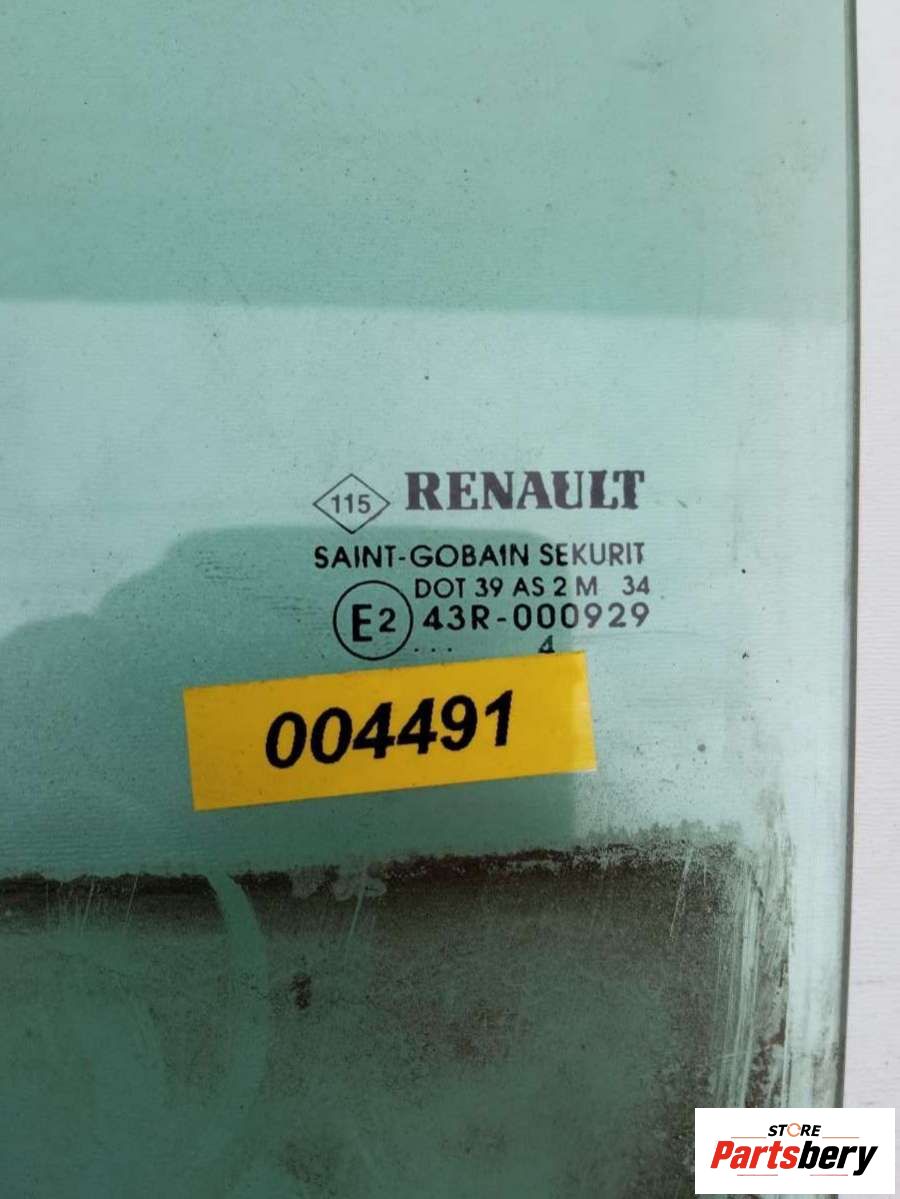 115 RENAULT
SAINT-GOBAIN SEKURIT
DOT 39 AS 2 M 34
E2 43R-000929
... 4
004491
STORE
Partsbery